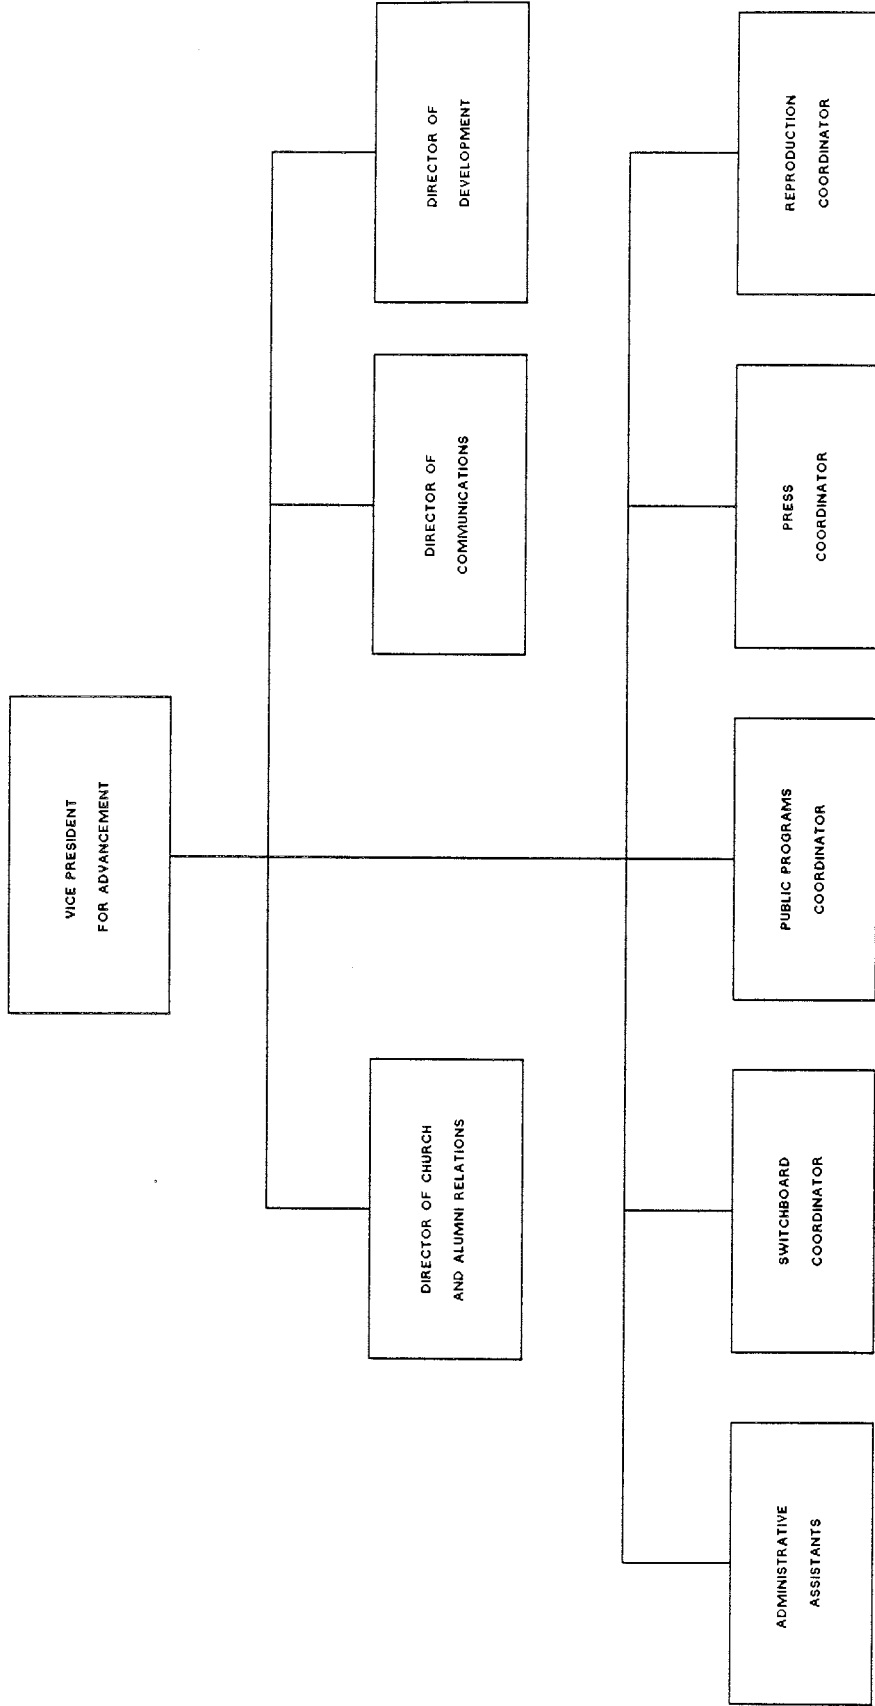 VICE PRESIDENT
FOR ADVANCEMENT
DIRECTOR OF CHURCH
AND ALUMNI RELATIONS
DIRECTOR OF
COMMUNICATIONS
DIRECTOR OF
DEVELOPMENT
ADMINISTRATIVE
ASSISTANTS
SWITCHBOARD
COORDINATOR
PUBLIC PROGRAMS
COORDINATOR
PRESS
COORDINATOR
REPRODUCTION
COORDINATOR